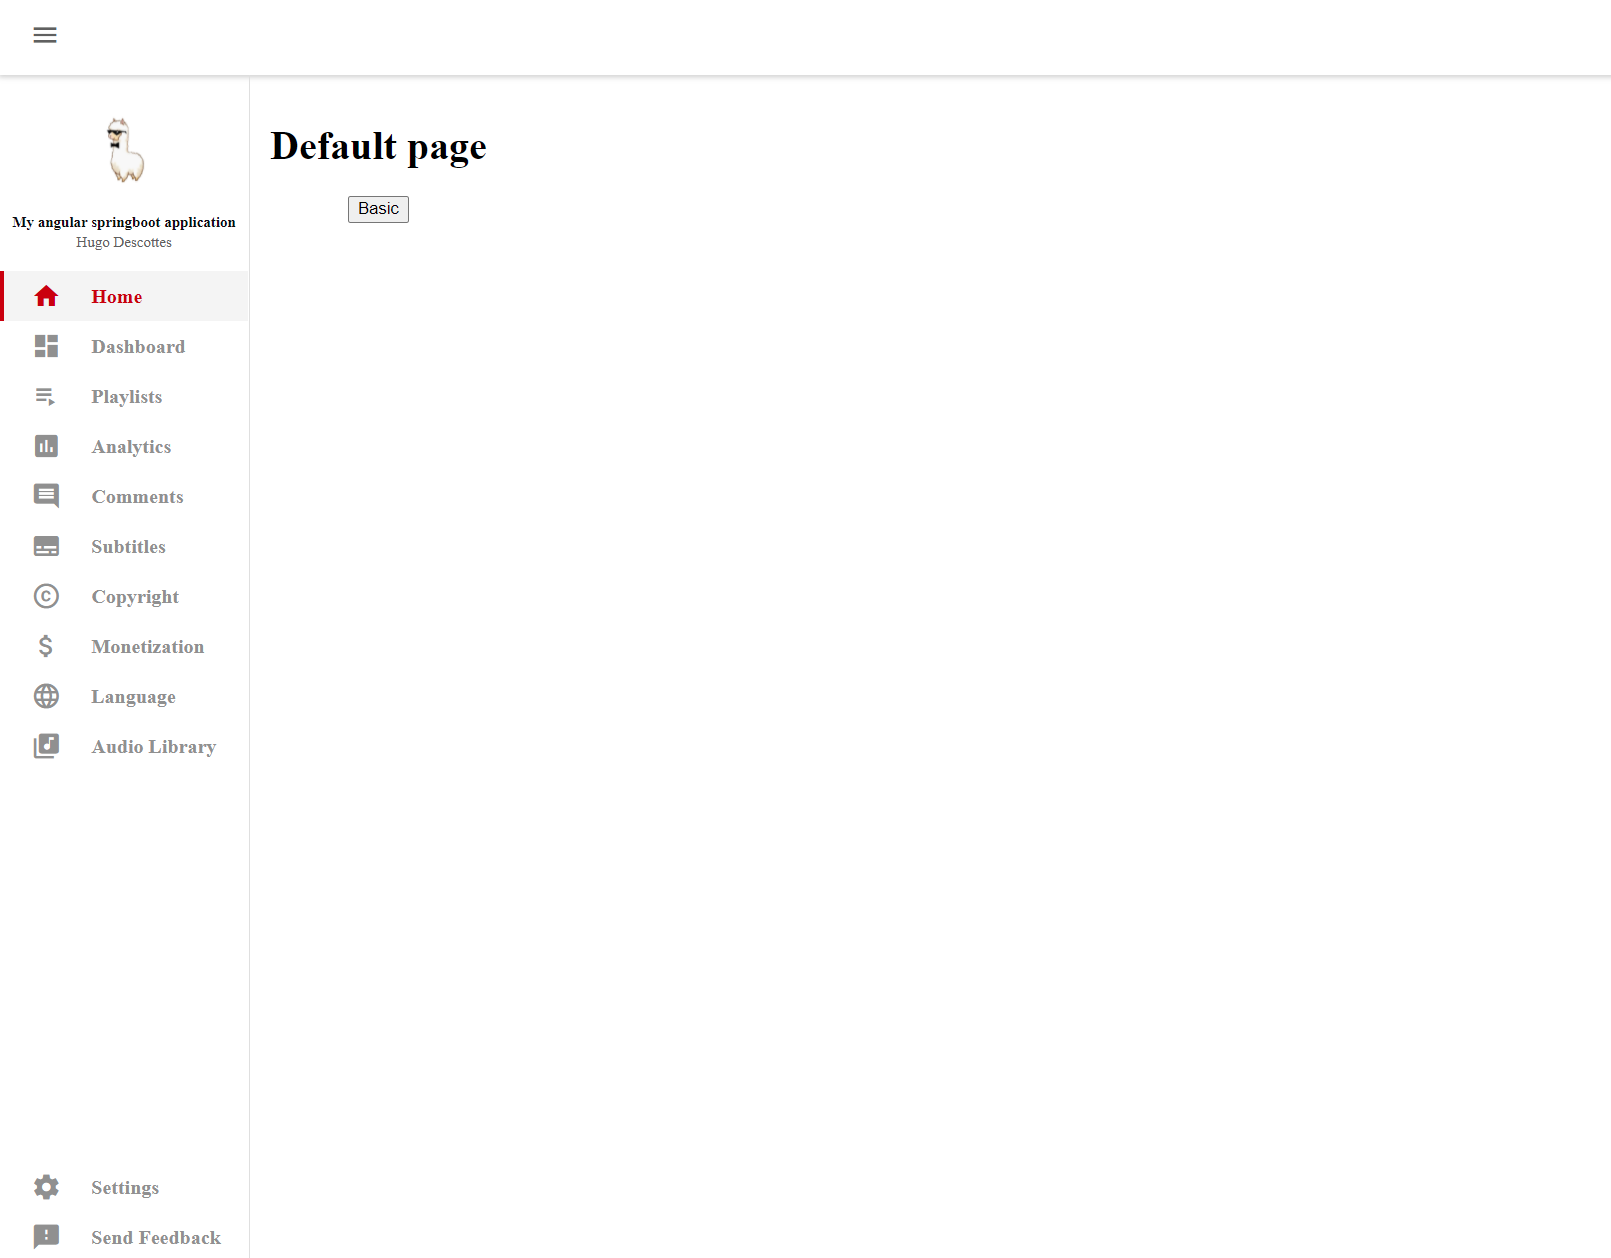 Default page
Basic
My angular springboot application
Hugo Descottes
Home
Dashboard
Playlists
Analytics
Comments
Subtitles
Copyright
Monetization
Language
Audio Library
Settings
Send Feedback